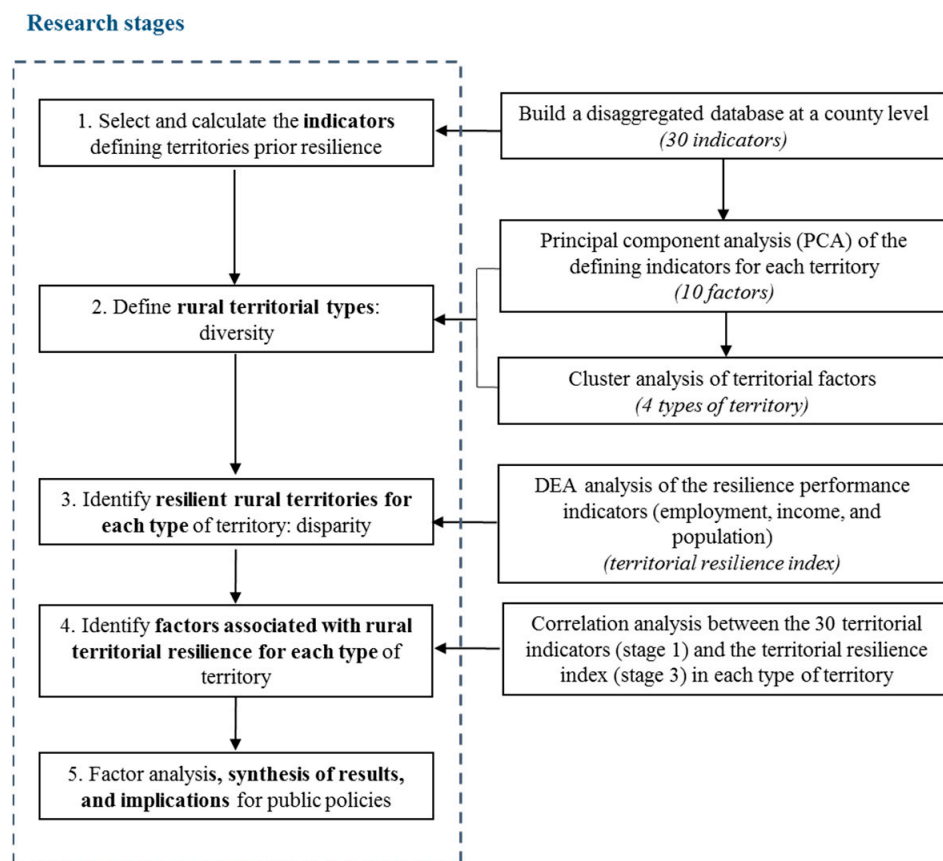 Research stages
1. Select and calculate the indicators
defining territories prior resilience
Build a disaggregated database at a county level
(30 indicators)
Principal component analysis (PCA) of the
defining indicators for each territory
(10 factors)
2. Define rural territorial types:
diversity
Cluster analysis of territorial factors
(4 types of territory)
3. Identify resilient rural territories for
each type of territory: disparity
DEA analysis of the resilience performance
indicators (employment, income, and
population)
(territorial resilience index)
4. Identify factors associated with rural
territorial resilience for each type of
territory
Correlation analysis between the 30 territorial
indicators (stage 1) and the territorial resilience
index (stage 3) in each type of territory
5. Factor analysis, synthesis of results,
and implications for public policies